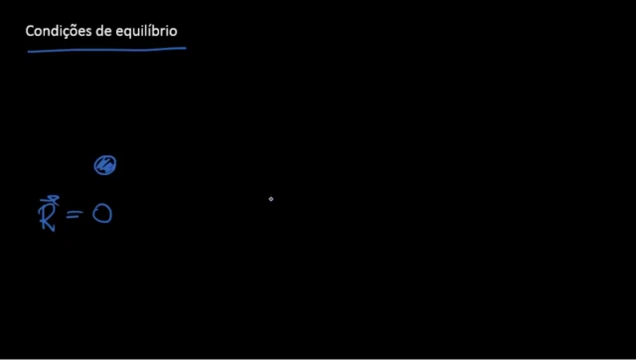 Condições de equilíbrio
R⃗ = 0